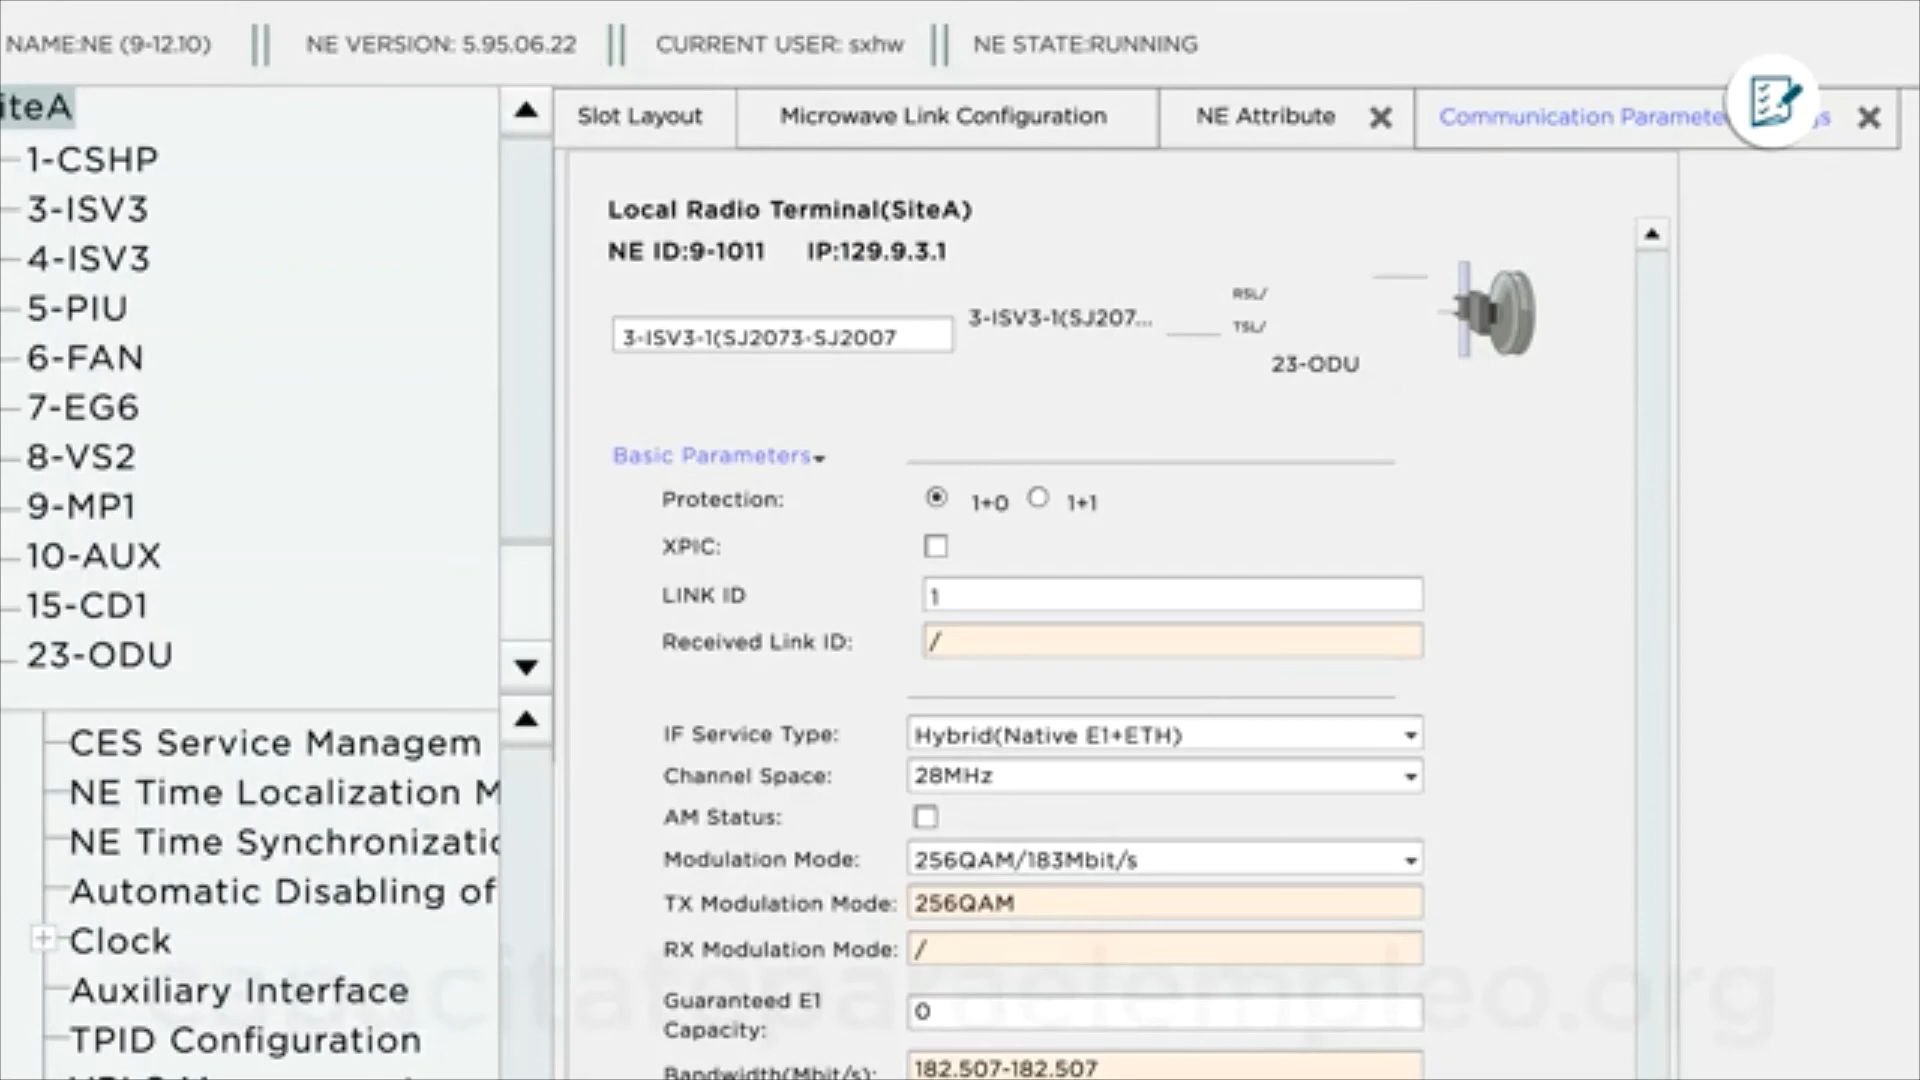 NAME:NE (9-12.10) NE VERSION: 5.95.06.22 CURRENT USER: sxhw NE STATE:RUNNING
iteA
1-CSHP
3-ISV3
4-ISV3
5-PIU
6-FAN
7-EG6
8-VS2
9-MP1
10-AUX
15-CD1
23-ODU
CES Service Managem
NE Time Localization M
NE Time Synchronizatio
Automatic Disabling of
Clock
Auxiliary Interface
TPID Configuration
Slot Layout Microwave Link Configuration NE Attribute Communication Paramete s
Local Radio Terminal(SiteA)
NE ID:9-1011 IP:129.9.3.1
3-ISV3-1(SJ2073-SJ2007
3-ISV3-1(SJ207...
RSL/
TSL/
23-ODU
Basic Parameters
Protection: 1+0 1+1
XPIC:
LINK ID 1
Received Link ID: /
IF Service Type: Hybrid(Native E1+ETH)
Channel Space: 28MHz
AM Status:
Modulation Mode: 256QAM/183Mbit/s
TX Modulation Mode: 256QAM
RX Modulation Mode: /
Guaranteed E1
Capacity: 0
Bandwidth(Mbit/s): 182.507-182.507
capacitateparaelempleo.org